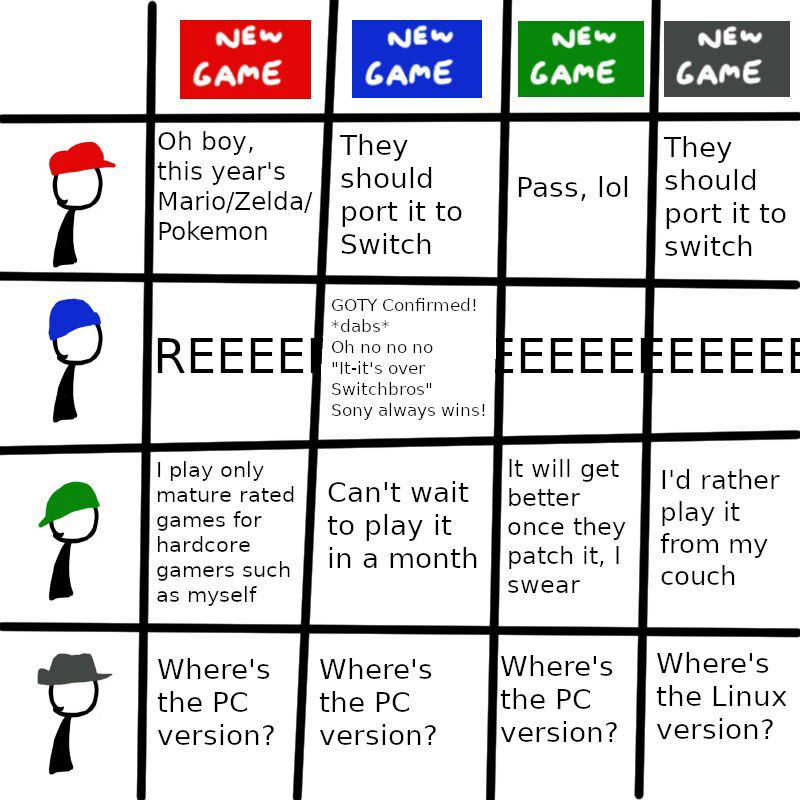 NEW
GAME
NEW
GAME
NEW
GAME
NEW
GAME
Oh boy,
this year's
Mario/Zelda/
Pokemon
They
should
port it to
Switch
Pass, lol
They
should
port it to
switch
REEEEE
GOTY Confirmed!
*dabs*
Oh no no no
"It-it's over
Switchbros"
Sony always wins!
EEEEEEEEEEE
I play only
mature rated
games for
hardcore
gamers such
as myself
Can't wait
to play it
in a month
It will get
better
once they
patch it, I
swear
I'd rather
play it
from my
couch
Where's
the PC
version?
Where's
the PC
version?
Where's
the PC
version?
Where's
the Linux
version?